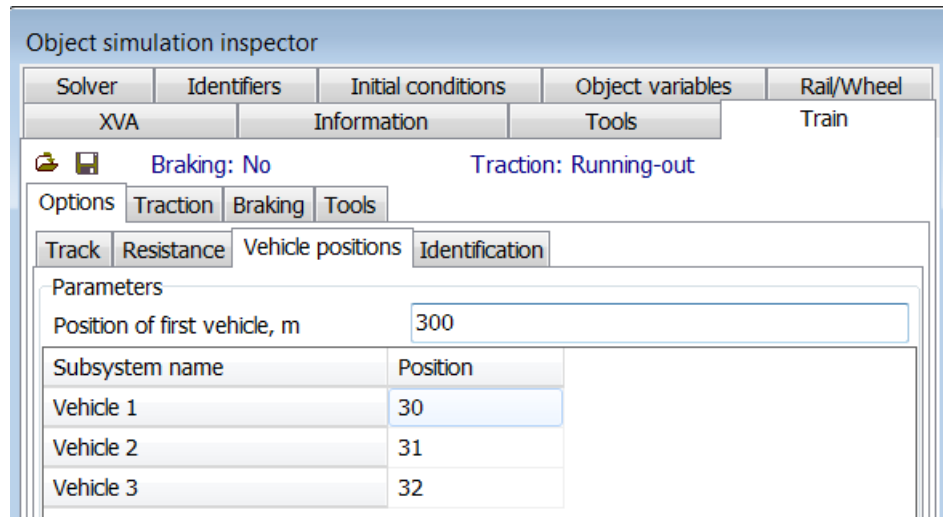 Object simulation inspector
Solver Identifiers Initial conditions Object variables Rail/Wheel
XVA Information Tools Train
Braking: No Traction: Running-out
Options Traction Braking Tools
Track Resistance Vehicle positions Identification
Parameters
Position of first vehicle, m 300
Subsystem name Position
Vehicle 1 30
Vehicle 2 31
Vehicle 3 32